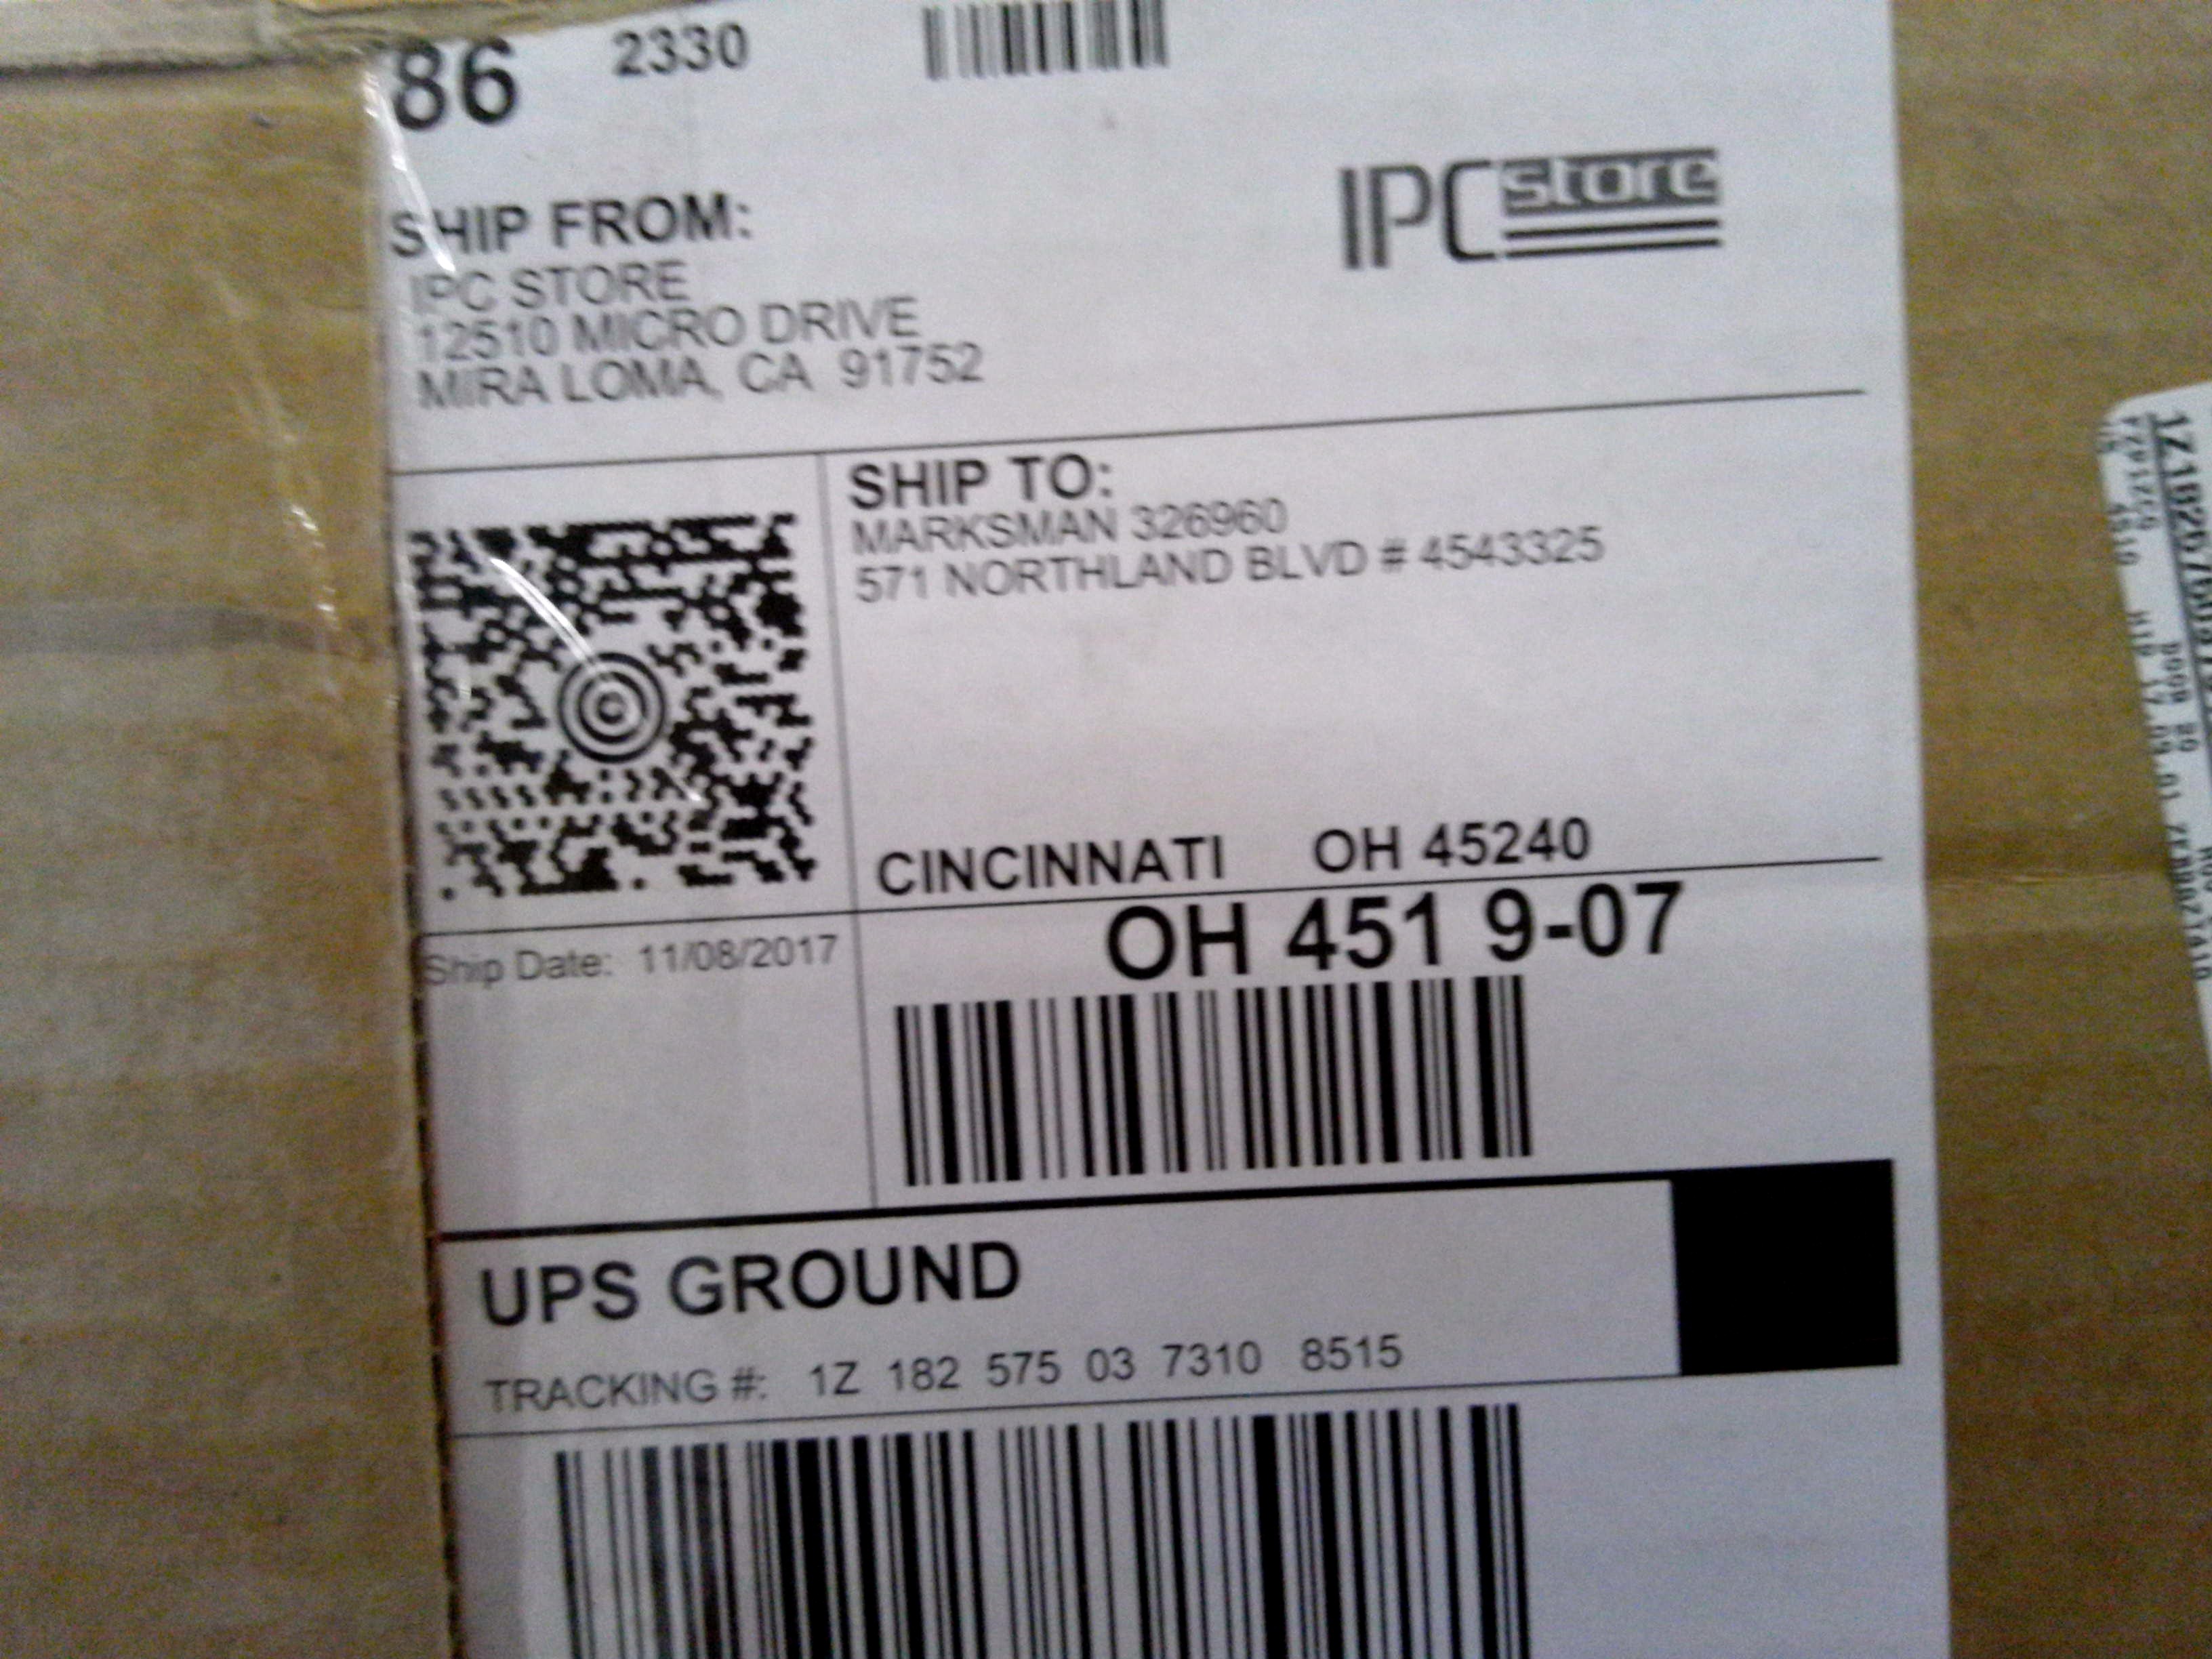 86 2330
IPC store
SHIP FROM:
IPC STORE
12510 MICRO DRIVE
MIRA LOMA, CA 91752
SHIP TO:
MARKSMAN 326960
571 NORTHLAND BLVD # 4543325
CINCINNATI OH 45240
OH 451 9-07
Ship Date: 11/08/2017
UPS GROUND
TRACKING #: 1Z 182 575 03 7310 8515